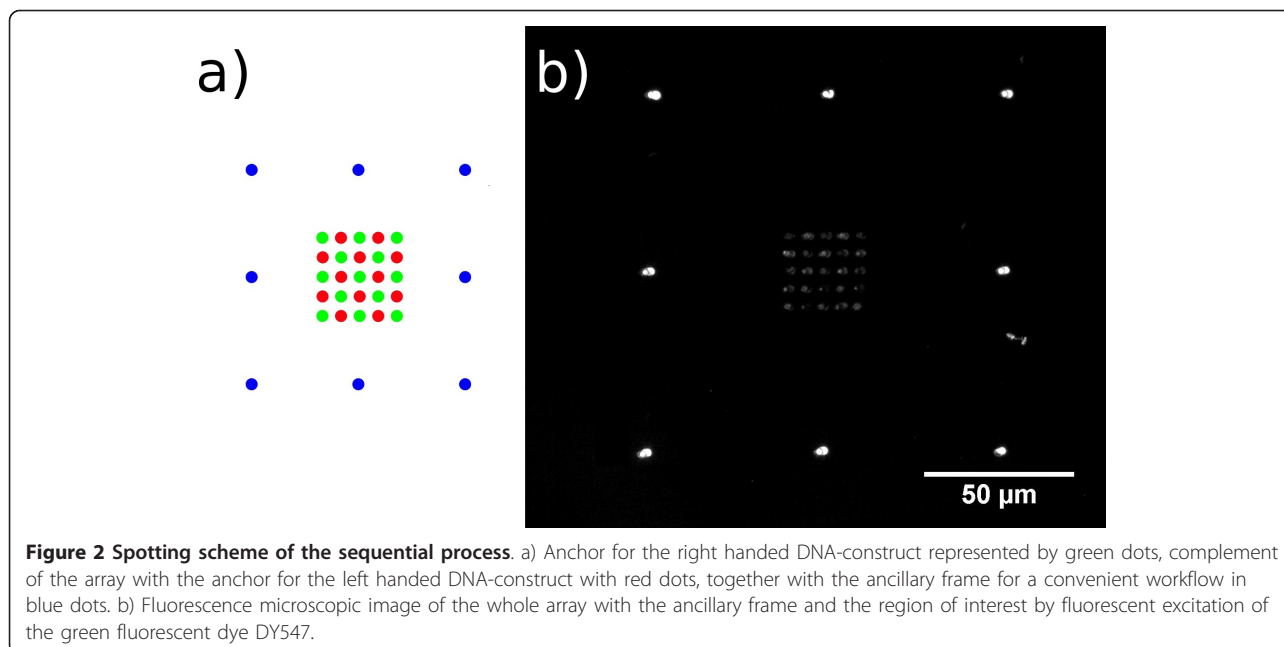 a)
b)
50 µm
Figure 2 Spotting scheme of the sequential process. a) Anchor for the right handed DNA-construct represented by green dots, complement
of the array with the anchor for the left handed DNA-construct with red dots, together with the ancillary frame for a convenient workflow in
blue dots. b) Fluorescence microscopic image of the whole array with the ancillary frame and the region of interest by fluorescent excitation of
the green fluorescent dye DY547.